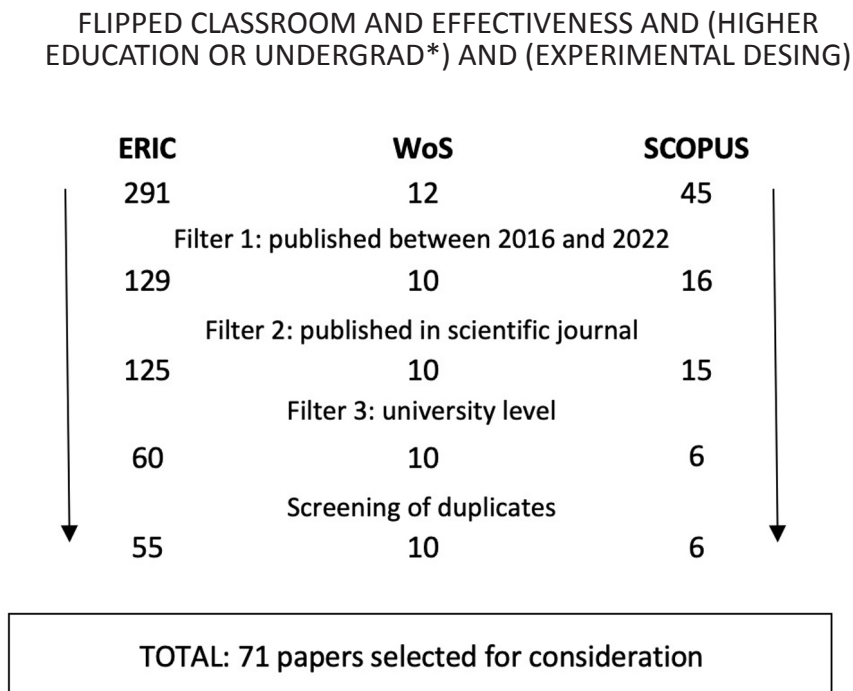 FLIPPED CLASSROOM AND EFFECTIVENESS AND (HIGHER
EDUCATION OR UNDERGRAD*) AND (EXPERIMENTAL DESING)
ERIC WoS SCOPUS
291 12 45
Filter 1: published between 2016 and 2022
129 10 16
Filter 2: published in scientific journal
125 10 15
Filter 3: university level
60 10 6
Screening of duplicates
55 10 6
TOTAL: 71 papers selected for consideration